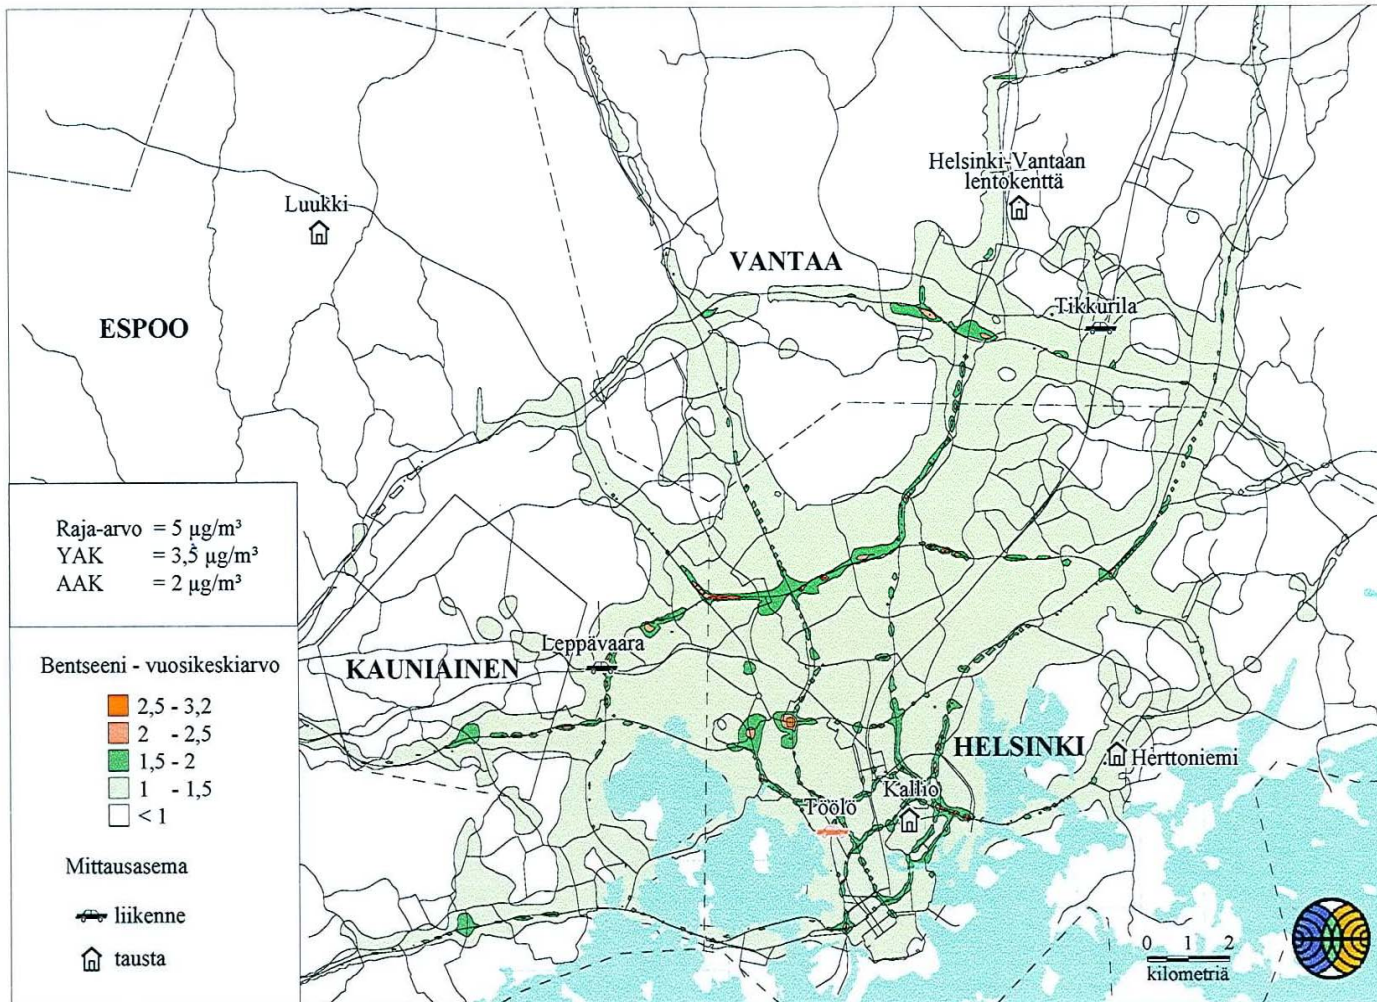 Helsinki-Vantaan
lentokenttä
Luukki
VANTAA
Tikkurila
ESPOO
Raja-arvo = 5 µg/m³
YAK = 3,5 µg/m³
AAK = 2 µg/m³
Leppävaara
KAUNIAINEN
Bentseeni - vuosikeskiarvo
2,5 - 3,2
2 - 2,5
1,5 - 2
1 - 1,5
< 1
HELSINKI
Herttoniemi
Kallio
Töölö
Mittausasema
liikenne
tausta
0 1 2
kilometriä